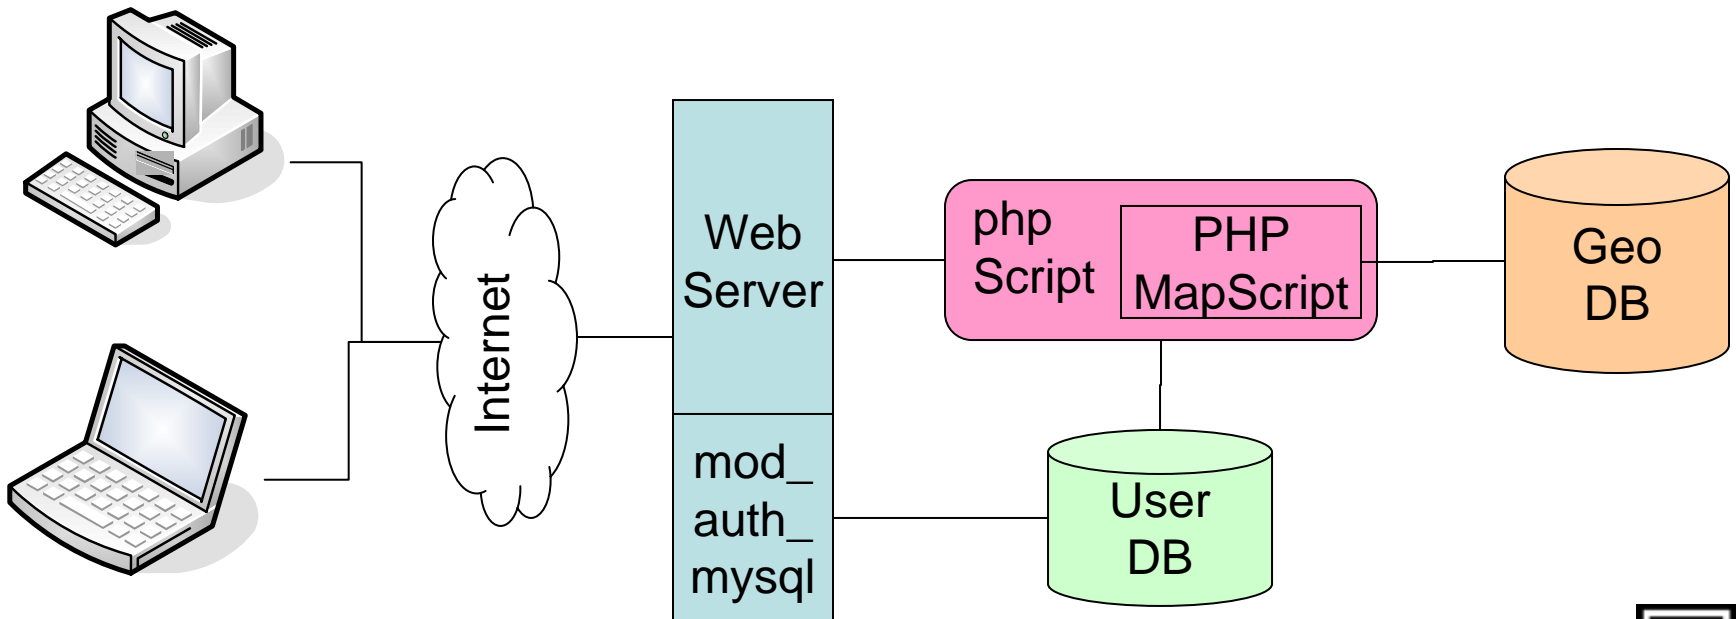 Internet
Web
Server
mod_
auth_
mysql
php
Script
PHP
MapScript
User
DB
Geo
DB